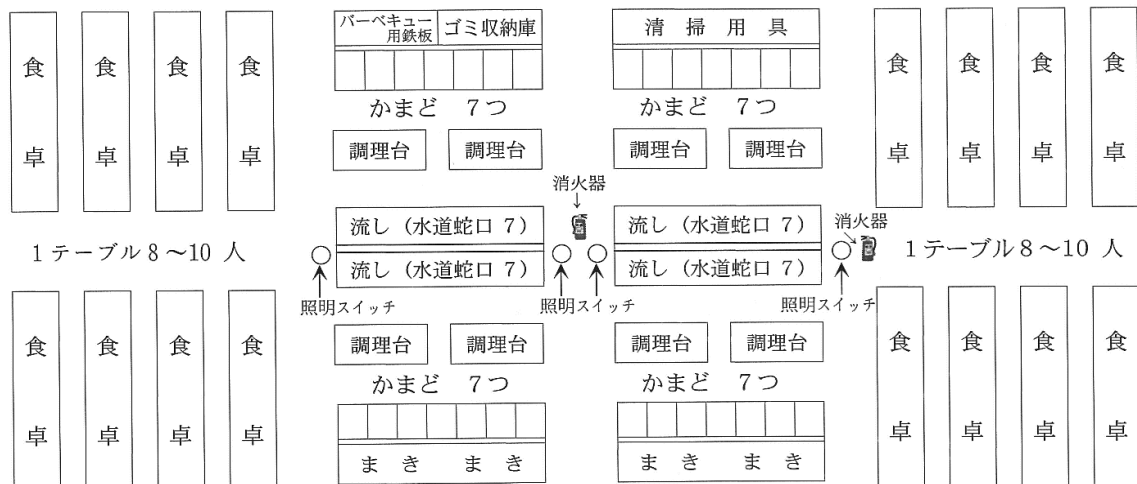 バーベキュー用鉄板
ゴミ収納庫
清掃用具
食卓
食卓
食卓
食卓
食卓
食卓
食卓
食卓
かまど 7つ
かまど 7つ
調理台
調理台
調理台
調理台
消火器
流し（水道蛇口 7）
流し（水道蛇口 7）
消火器
1テーブル8〜10人
1テーブル8〜10人
流し（水道蛇口 7）
流し（水道蛇口 7）
照明スイッチ
照明スイッチ
照明スイッチ
調理台
調理台
調理台
調理台
食卓
食卓
食卓
食卓
食卓
食卓
食卓
食卓
かまど 7つ
かまど 7つ
まき まき
まき まき